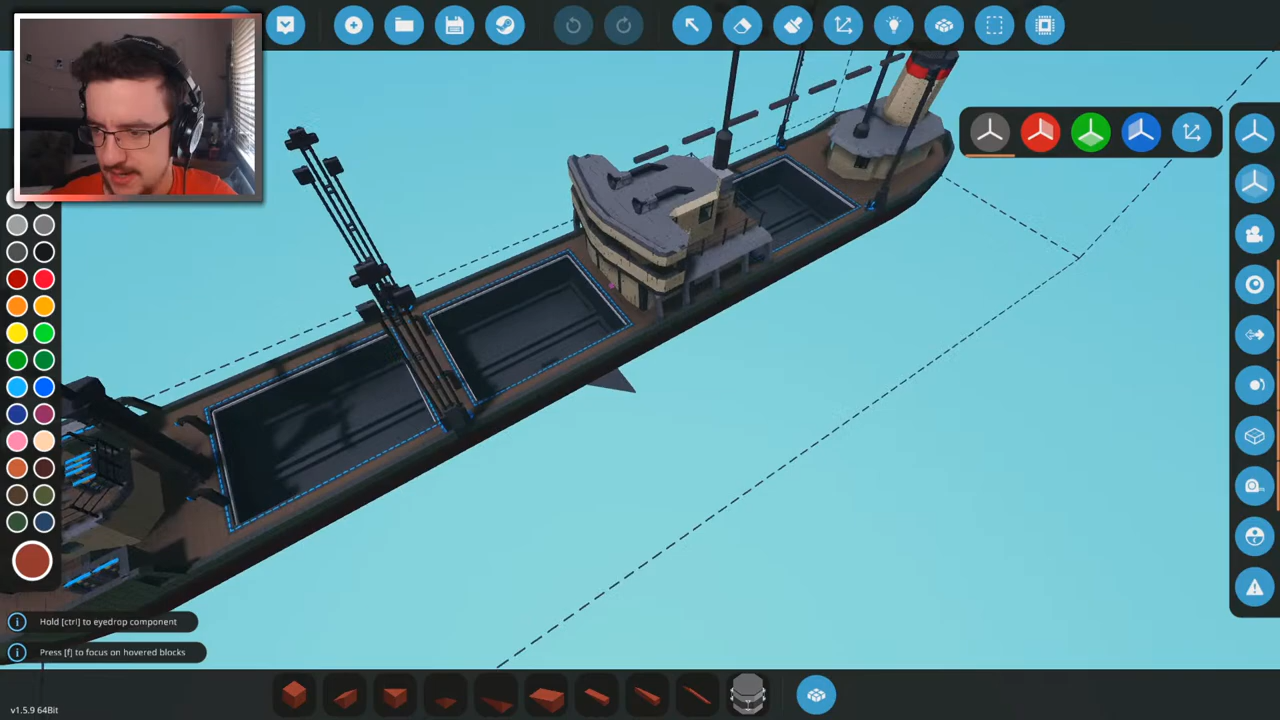 Hold [ctrl] to eyedrop component
Press [f] to focus on hovered blocks
v1.5.9 64Bit